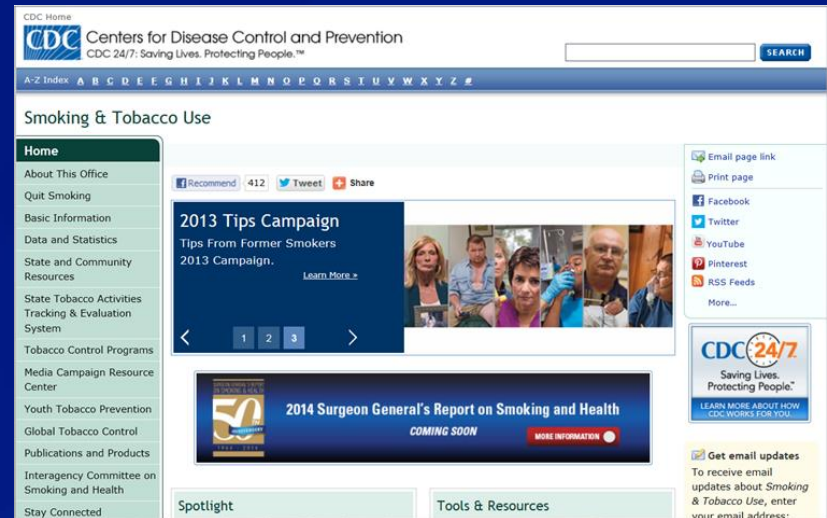 CDC Home
CDC
Centers for Disease Control and Prevention
CDC 24/7: Saving Lives. Protecting People.™
SEARCH
A-Z Index A B C D E F G H I J K L M N O P Q R S T U V W X Y Z #
Smoking & Tobacco Use
Home
About This Office
Quit Smoking
Basic Information
Data and Statistics
State and Community
Resources
State Tobacco Activities
Tracking & Evaluation
System
Tobacco Control Programs
Media Campaign Resource
Center
Youth Tobacco Prevention
Global Tobacco Control
Publications and Products
Interagency Committee on
Smoking and Health
Stay Connected
Recommend 412 Tweet Share
2013 Tips Campaign
Tips From Former Smokers
2013 Campaign.
Learn More »
1 2 3
50
2014 Surgeon General's Report on Smoking and Health
COMING SOON
MORE INFORMATION
Spotlight
Tools & Resources
Email page link
Print page
Facebook
Twitter
YouTube
Pinterest
RSS Feeds
More...
CDC 24/7
Saving Lives.
Protecting People.™
LEARN MORE ABOUT HOW
CDC WORKS FOR YOU.
Get email updates
To receive email
updates about Smoking
& Tobacco Use, enter
your email address: